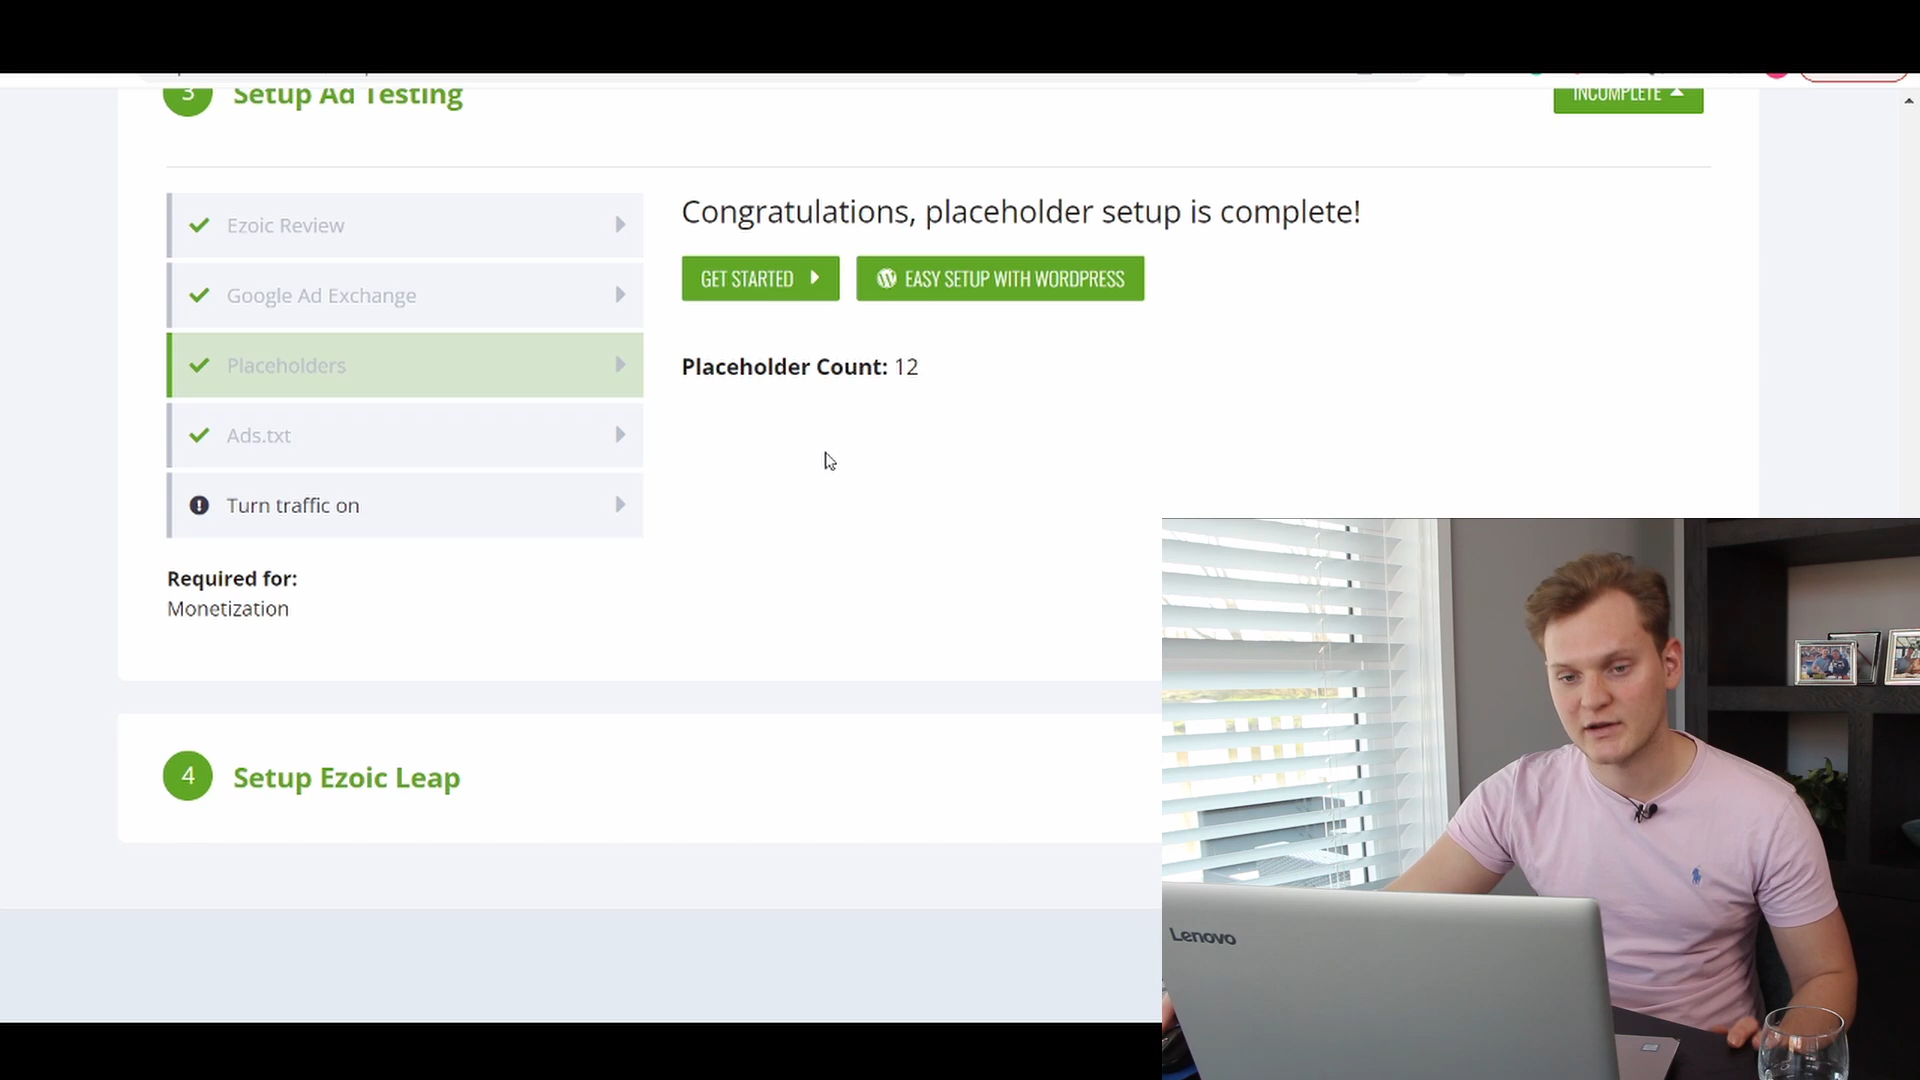 3 Setup Ad Testing
INCOMPLETE
Ezoic Review
Google Ad Exchange
Placeholders
Ads.txt
Turn traffic on
Required for:
Monetization
Congratulations, placeholder setup is complete!
GET STARTED
EASY SETUP WITH WORDPRESS
Placeholder Count: 12
4 Setup Ezoic Leap
Lenovo